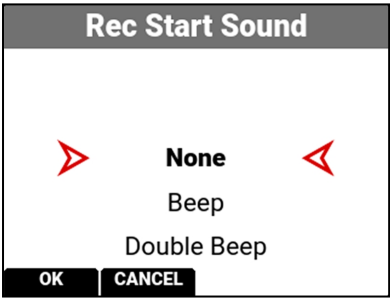 Rec Start Sound
None
Beep
Double Beep
OK CANCEL